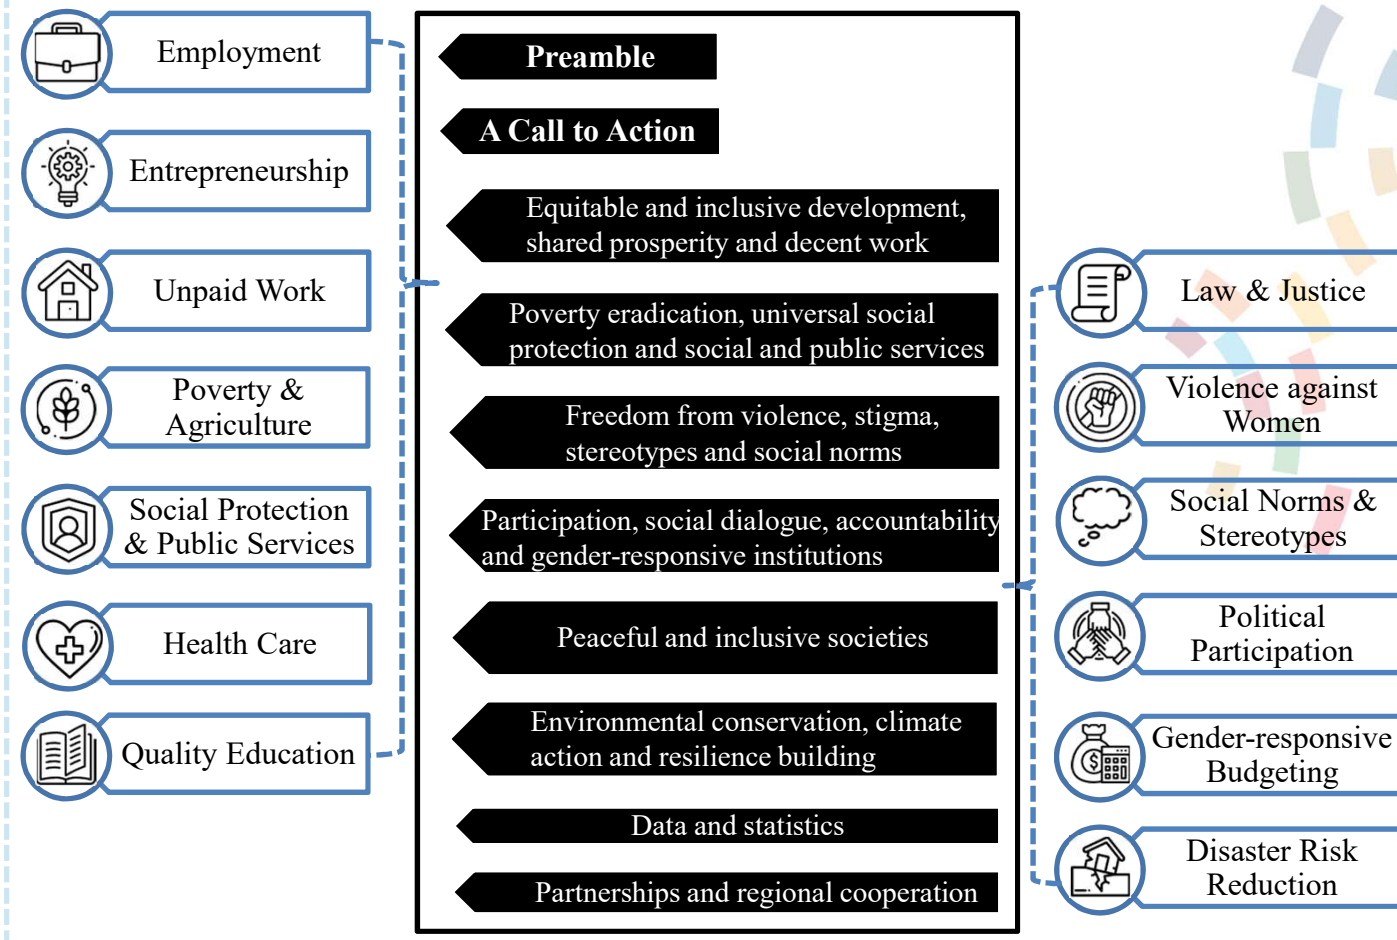 Employment
Entrepreneurship
Unpaid Work
Poverty &
Agriculture
Social Protection
& Public Services
Health Care
Quality Education
Preamble
A Call to Action
Equitable and inclusive development,
shared prosperity and decent work
Poverty eradication, universal social
protection and social and public services
Freedom from violence, stigma,
stereotypes and social norms
Participation, social dialogue, accountability
and gender-responsive institutions
Peaceful and inclusive societies
Environmental conservation, climate
action and resilience building
Data and statistics
Partnerships and regional cooperation
Law & Justice
Violence against
Women
Social Norms &
Stereotypes
Political
Participation
Gender-responsive
Budgeting
Disaster Risk
Reduction